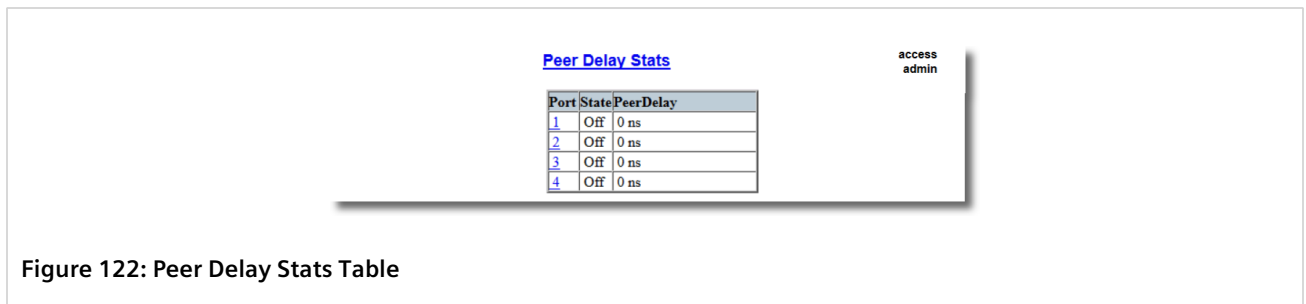 Peer Delay Stats
access
admin
Port State PeerDelay
1 Off 0 ns
2 Off 0 ns
3 Off 0 ns
4 Off 0 ns
Figure 122: Peer Delay Stats Table